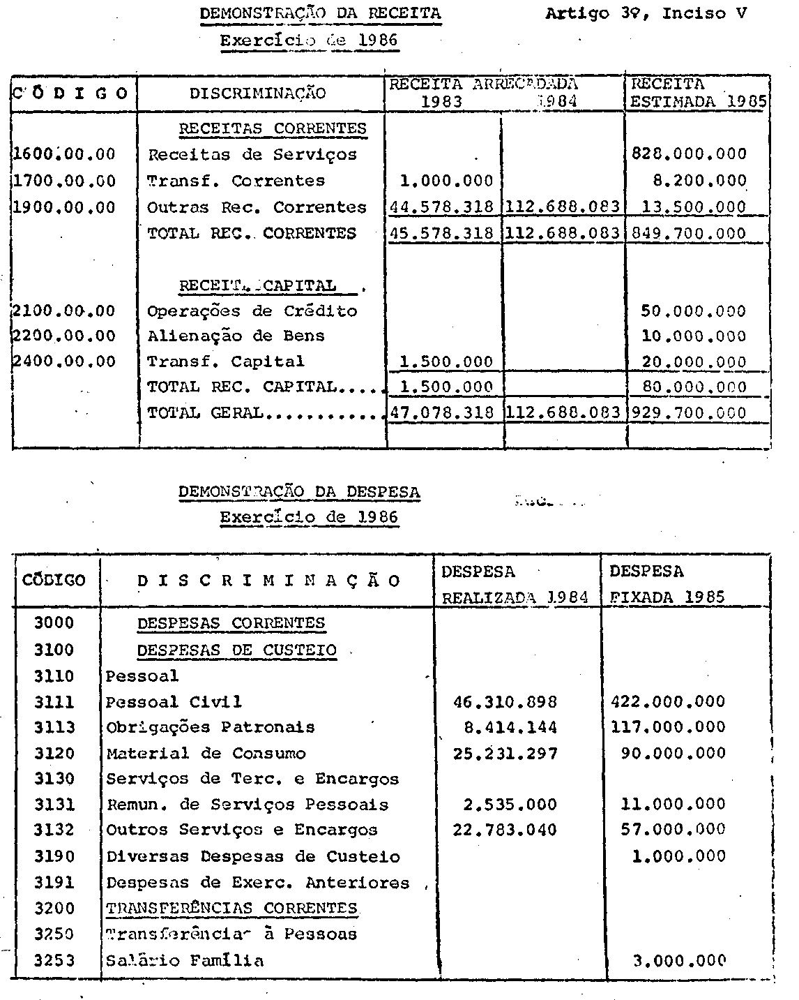 DEMONSTRAÇÃO DA RECEITA Artigo 3º, Inciso V
Exercício de 1986
CÓDIGO DISCRIMINAÇÃO RECEITA ARRECADADA RECEITA
1983 1984 ESTIMADA 1985
RECEITAS CORRENTES
1600.00.00 Receitas de Serviços 828.000.000
1700.00.00 Transf. Correntes 1.000.000 8.200.000
1900.00.00 Outras Rec. Correntes 44.578.318 112.688.083 13.500.000
TOTAL REC. CORRENTES 45.578.318 112.688.083 849.700.000
RECEITA CAPITAL
2100.00.00 Operações de Crédito 50.000.000
2200.00.00 Alienação de Bens 10.000.000
2400.00.00 Transf. Capital 1.500.000 20.000.000
TOTAL REC. CAPITAL..... 1.500.000 80.000.000
TOTAL GERAL............ 47.078.318 112.688.083 929.700.000
DEMONSTRAÇÃO DA DESPESA
Exercício de 1986
CÓDIGO DISCRIMINAÇÃO DESPESA DESPESA
REALIZADA 1984 FIXADA 1985
3000 DESPESAS CORRENTES
3100 DESPESAS DE CUSTEIO
3110 Pessoal
3111 Pessoal Civil 46.310.898 422.000.000
3113 Obrigações Patronais 8.414.144 117.000.000
3120 Material de Consumo 25.231.297 90.000.000
3130 Serviços de Terc. e Encargos
3131 Remun. de Serviços Pessoais 2.535.000 11.000.000
3132 Outros Serviços e Encargos 22.783.040 57.000.000
3190 Diversas Despesas de Custeio 1.000.000
3191 Despesas de Exerc. Anteriores
3200 TRANSFERÊNCIAS CORRENTES
3250 Transferências à Pessoas
3253 Salário Família 3.000.000